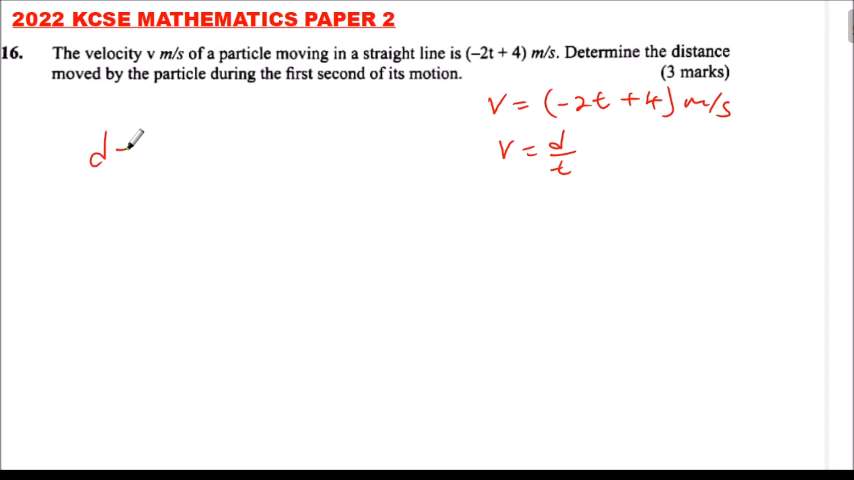 2022 KCSE MATHEMATICS PAPER 2
16. The velocity v m/s of a particle moving in a straight line is (–2t + 4) m/s. Determine the distance
moved by the particle during the first second of its motion. (3 marks)
V = (-2t + 4) m/s
V = d/t
d -